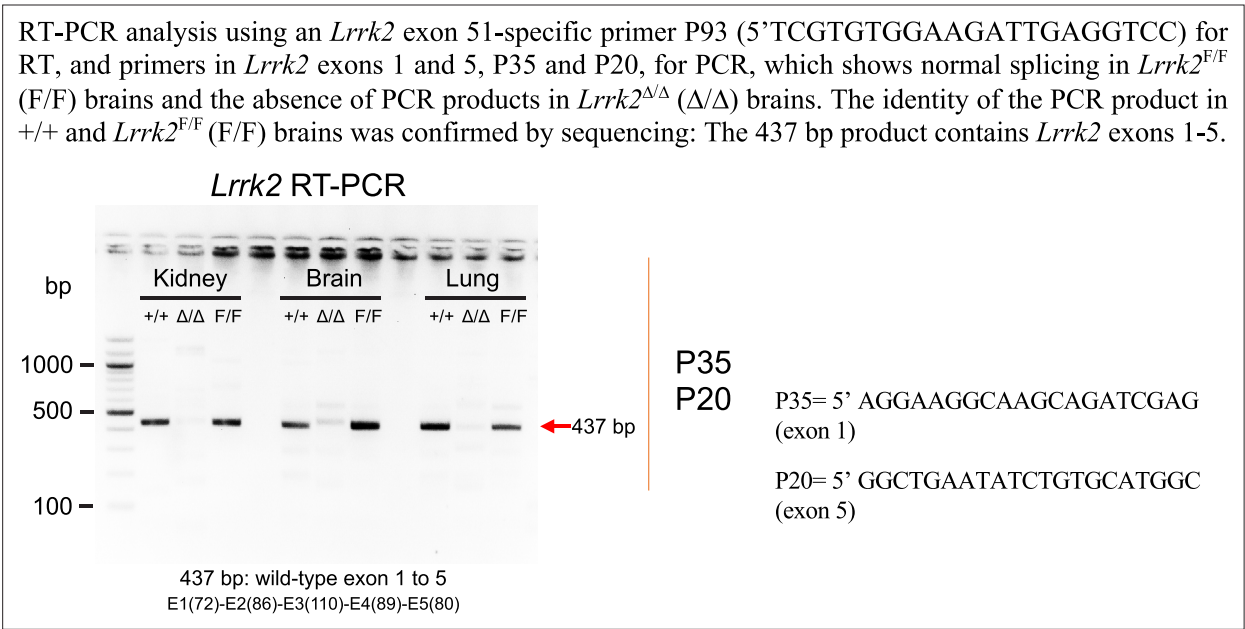 RT-PCR analysis using an Lrrk2 exon 51-specific primer P93 (5'TCGTGTGGAAGATTGAGGTCC) for
RT, and primers in Lrrk2 exons 1 and 5, P35 and P20, for PCR, which shows normal splicing in Lrrk2F/F
(F/F) brains and the absence of PCR products in Lrrk2Δ/Δ (Δ/Δ) brains. The identity of the PCR product in
+/+ and Lrrk2F/F (F/F) brains was confirmed by sequencing: The 437 bp product contains Lrrk2 exons 1-5.
Lrrk2 RT-PCR
bp
Kidney Brain Lung
+/+ Δ/Δ F/F +/+ Δ/Δ F/F +/+ Δ/Δ F/F
1000
500
100
437 bp
437 bp: wild-type exon 1 to 5
E1(72)-E2(86)-E3(110)-E4(89)-E5(80)
P35
P20
P35= 5' AGGAAGGCAAGCAGATCGAG
(exon 1)
P20= 5' GGCTGAATATCTGTGCATGGC
(exon 5)